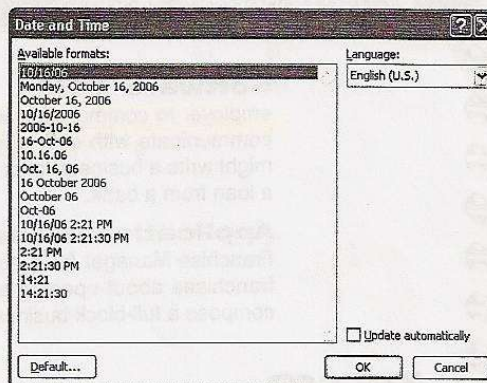 Date and Time
Available formats:
10/16/06
Monday, October 16, 2006
October 16, 2006
10/16/2006
2006-10-16
16-Oct-06
10.16.06
Oct. 16, 06
16 October 2006
October 06
Oct-06
10/16/06 2:21 PM
10/16/06 2:21:30 PM
2:21 PM
2:21:30 PM
14:21
14:21:30
Language:
English (U.S.)
Update automatically
Default...
OK
Cancel